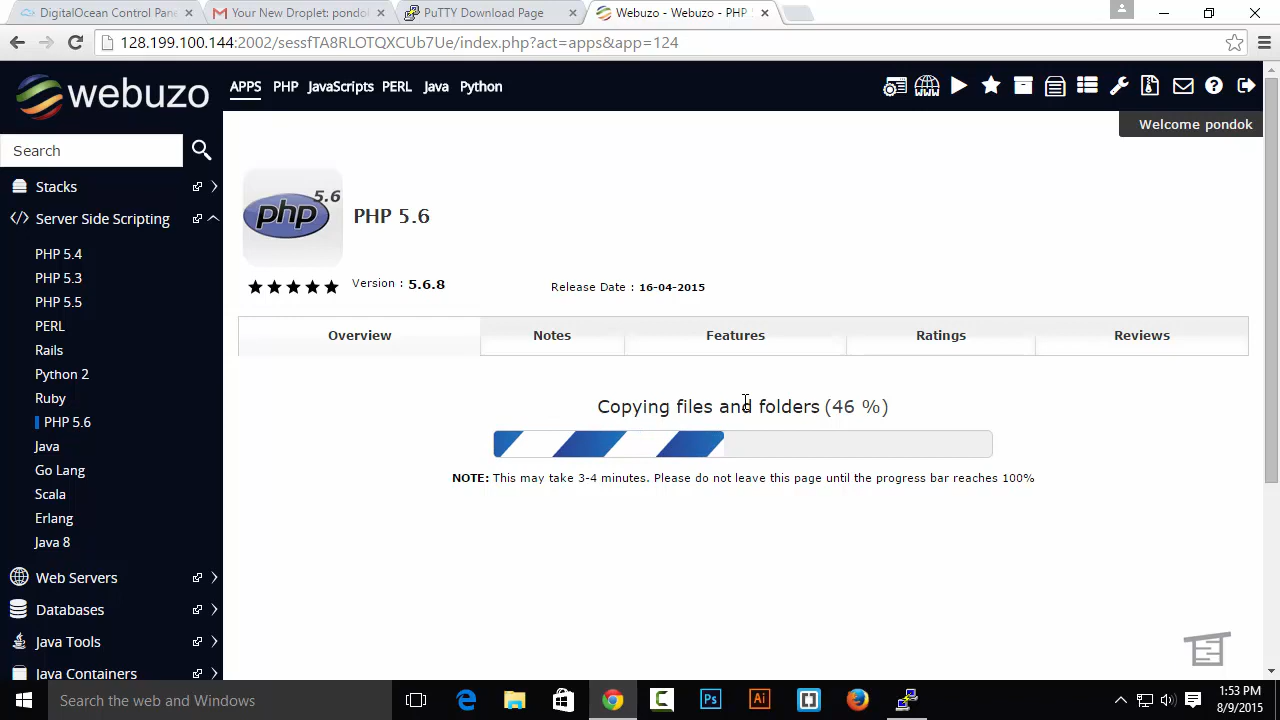 DigitalOcean Control Pane
Your New Droplet: pondok
PuTTY Download Page
Webuzo - Webuzo - PHP
128.199.100.144:2002/sessfTA8RLOTQXCUb7Ue/index.php?act=apps&app=124
webuzo
APPS PHP JavaScripts PERL Java Python
WWW
Welcome pondok
Search
Stacks
Server Side Scripting
PHP 5.4
PHP 5.3
PHP 5.5
PERL
Rails
Python 2
Ruby
PHP 5.6
Java
Go Lang
Scala
Erlang
Java 8
Web Servers
Databases
Java Tools
Java Containers
5.6
php
PHP 5.6
Version : 5.6.8
Release Date : 16-04-2015
Overview Notes Features Ratings Reviews
Copying files and folders (46 %)
NOTE: This may take 3-4 minutes. Please do not leave this page until the progress bar reaches 100%
Search the web and Windows
Ps
Ai
1:53 PM
8/9/2015